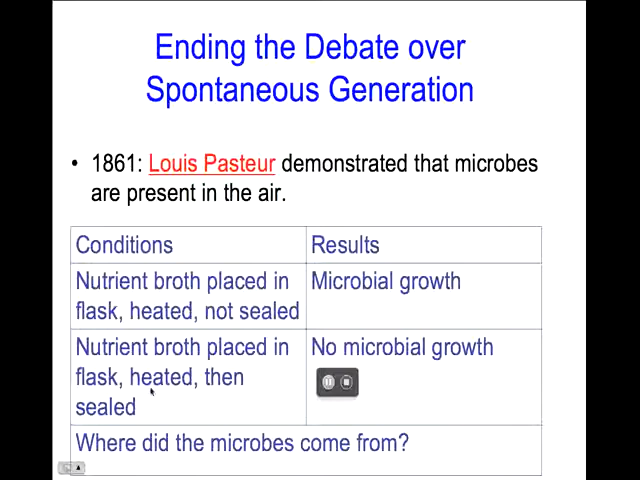 Ending the Debate over
Spontaneous Generation
• 1861: Louis Pasteur demonstrated that microbes
are present in the air.
Conditions
Results
Nutrient broth placed in
flask, heated, not sealed
Microbial growth
Nutrient broth placed in
flask, heated, then
sealed
No microbial growth
Where did the microbes come from?